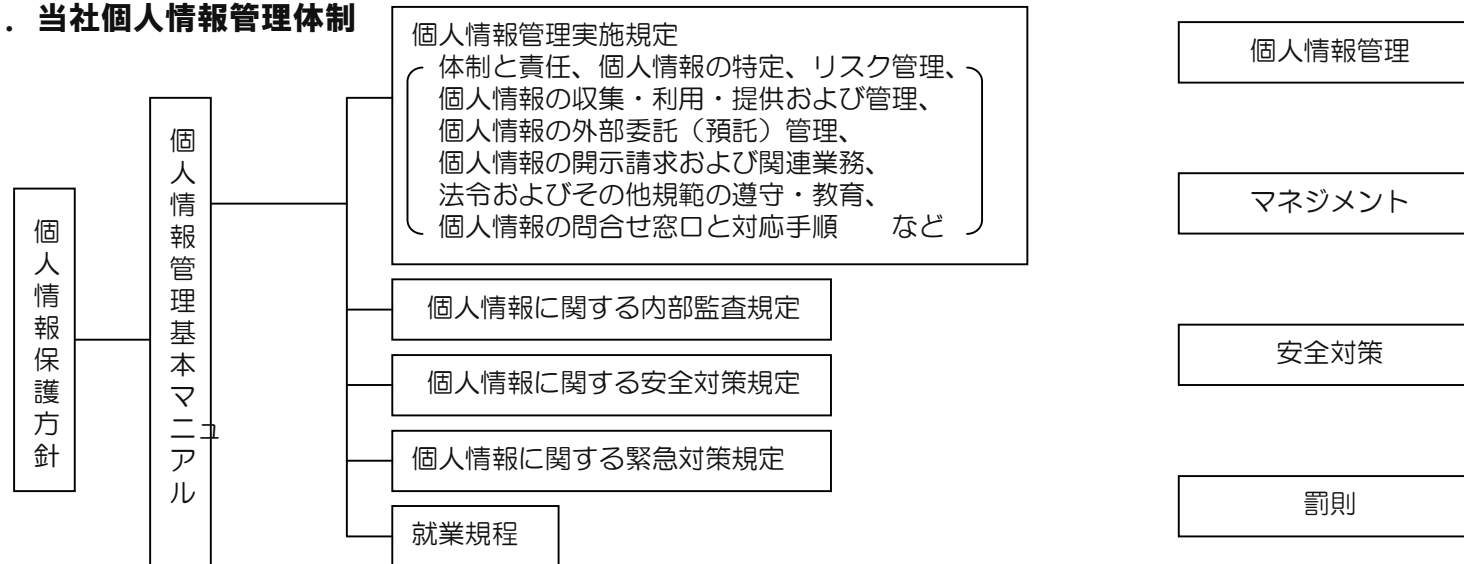 ．当社個人情報管理体制
個人情報保護方針
個人情報管理基本マニュアル
個人情報管理実施規定
体制と責任、個人情報の特定、リスク管理、
個人情報の収集・利用・提供および管理、
個人情報の外部委託（預託）管理、
個人情報の開示請求および関連業務、
法令およびその他規範の遵守・教育、
個人情報の問合せ窓口と対応手順　　など
個人情報に関する内部監査規定
個人情報に関する安全対策規定
個人情報に関する緊急対策規定
就業規程
個人情報管理
マネジメント
安全対策
罰則